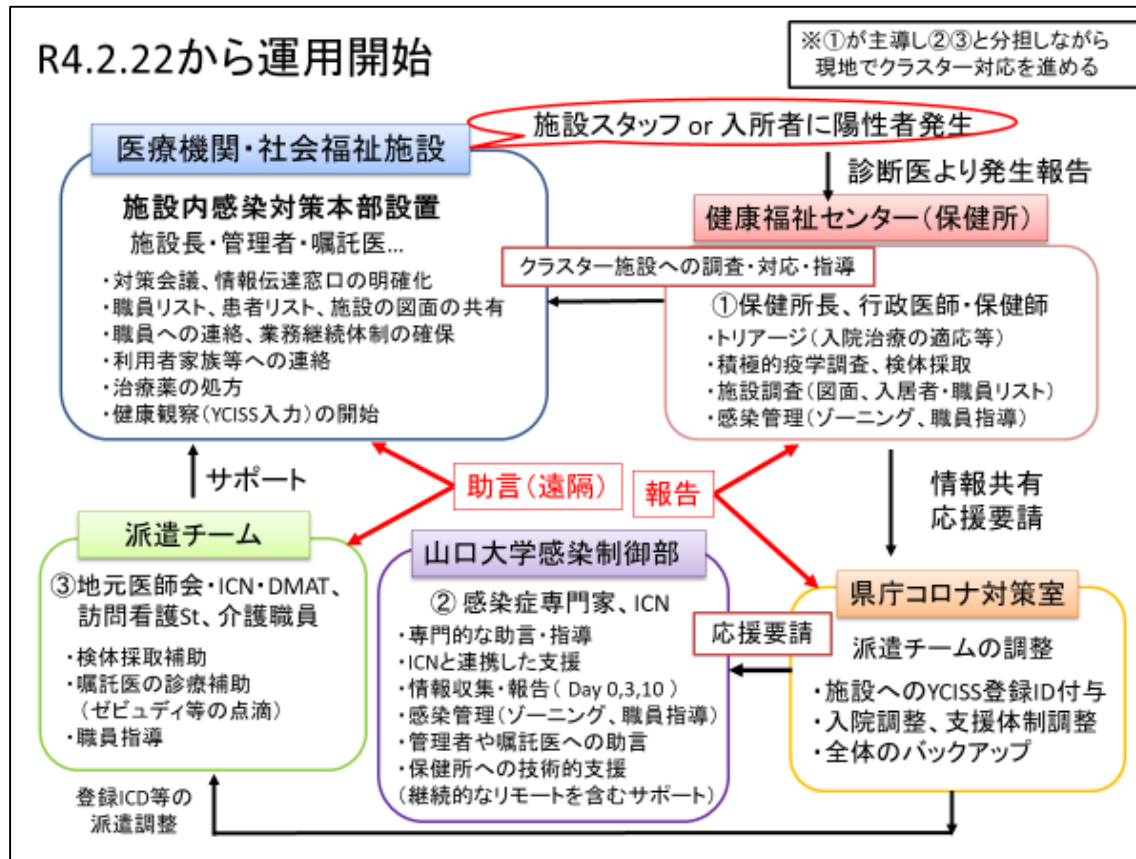 R4.2.22から運用開始
※①が主導し②③と分担しながら
現地でクラスター対応を進める
施設スタッフ or 入所者に陽性者発生
医療機関・社会福祉施設
施設内感染対策本部設置
施設長・管理者・嘱託医…
・対策会議、情報伝達窓口の明確化
・職員リスト、患者リスト、施設の図面の共有
・職員への連絡、業務継続体制の確保
・利用者家族等への連絡
・治療薬の処方
・健康観察(YCISS入力)の開始
診断医より発生報告
健康福祉センター(保健所)
クラスター施設への調査・対応・指導
①保健所長、行政医師・保健師
・トリアージ(入院治療の適応等)
・積極的疫学調査、検体採取
・施設調査(図面、入居者・職員リスト)
・感染管理(ゾーニング、職員指導)
サポート
助言(遠隔)
報告
情報共有
応援要請
派遣チーム
③地元医師会・ICN・DMAT、
訪問看護St、介護職員
・検体採取補助
・嘱託医の診療補助
(ゼビュディ等の点滴)
・職員指導
山口大学感染制御部
② 感染症専門家、ICN
・専門的な助言・指導
・ICNと連携した支援
・情報収集・報告( Day 0,3,10 )
・感染管理(ゾーニング、職員指導)
・管理者や嘱託医への助言
・保健所への技術的支援
(継続的なリモートを含むサポート)
応援要請
県庁コロナ対策室
派遣チームの調整
・施設へのYCISS登録ID付与
・入院調整、支援体制調整
・全体のバックアップ
登録ICD等の
派遣調整